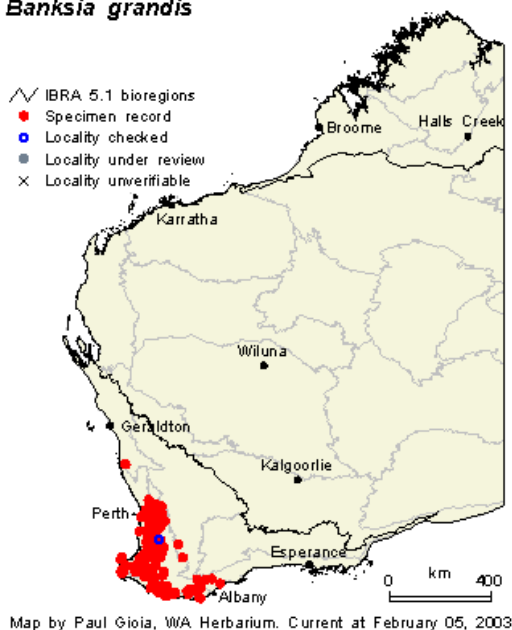 Banksia grandis
IBRA 5.1 bioregions
Specimen record
Locality checked
Locality under review
Locality unverifiable
Broome
Halls Creek
Karratha
Wiluna
Geraldton
Kalgoorlie
Perth
Esperance
Albany
km
0 400
Map by Paul Gioia, WA Herbarium. Current at February 05, 2003